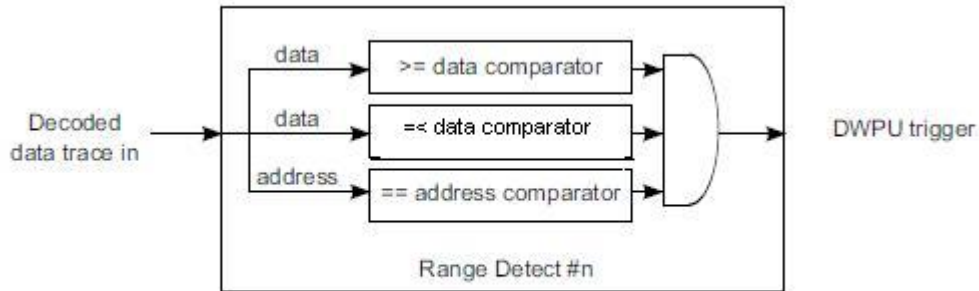 data
>= data comparator
Decoded
data trace in
data
=< data comparator
DWPU trigger
address
== address comparator
Range Detect #n